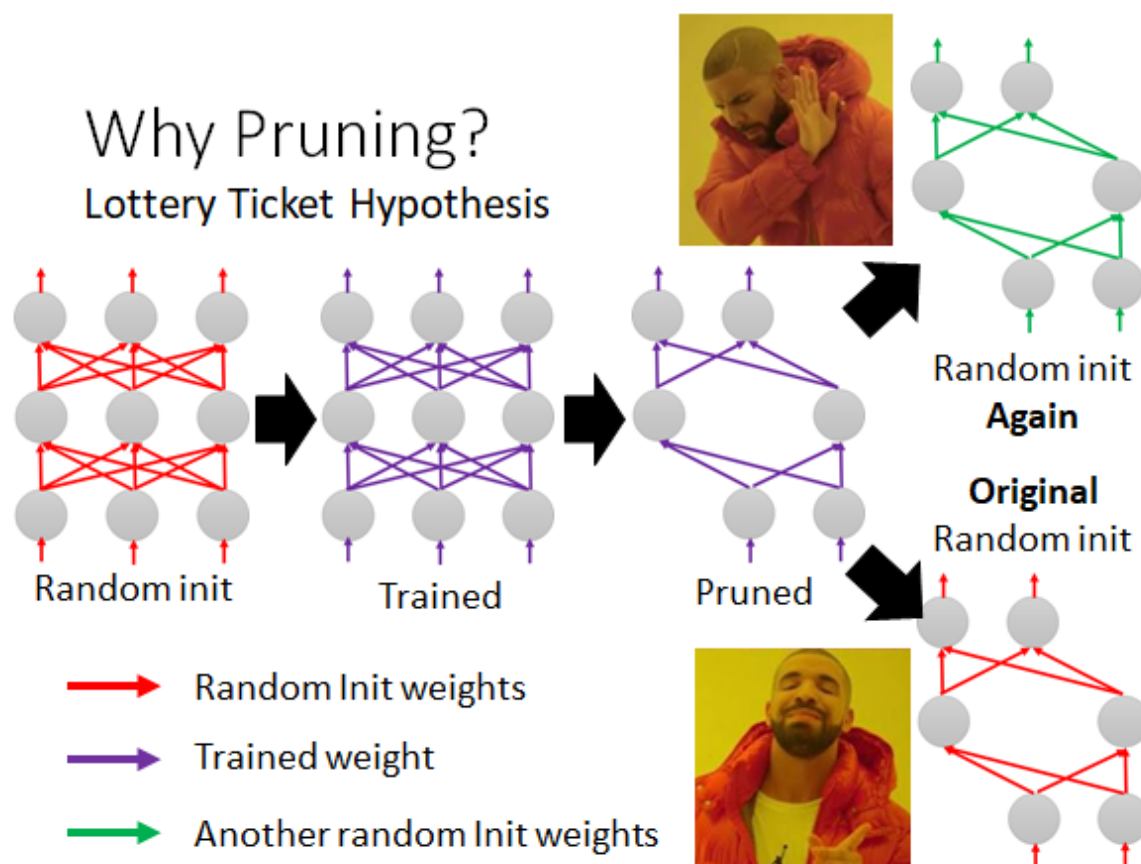 Why Pruning?
Lottery Ticket Hypothesis
Random init
Again
Original
Random init
Random init
Trained
Pruned
Random Init weights
Trained weight
Another random Init weights